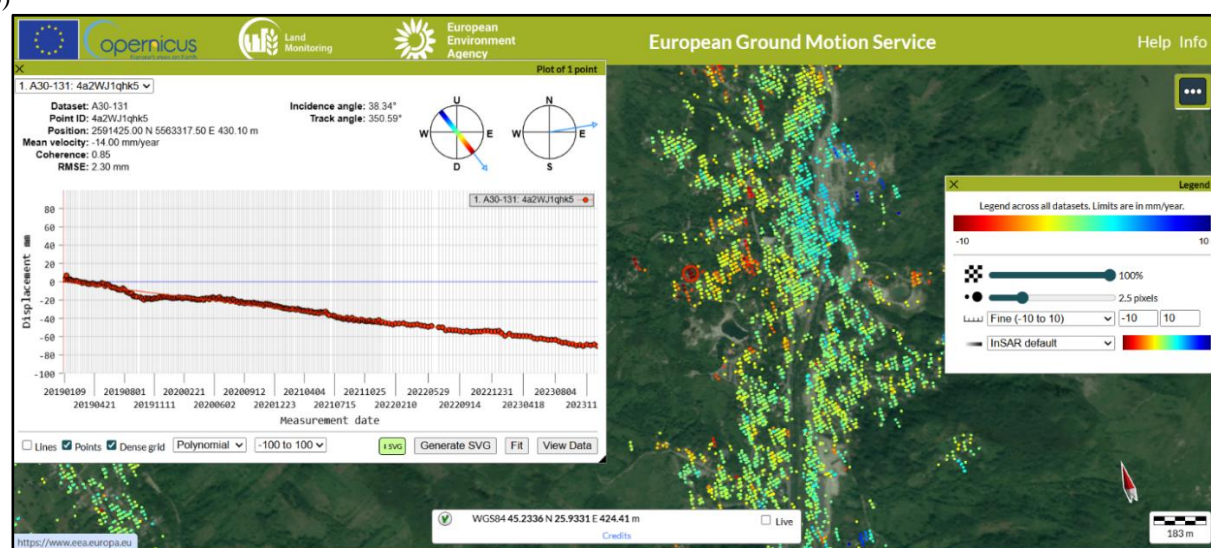 opernicus
Europe's eyes on Earth
Land
Monitoring
European
Environment
Agency
European Ground Motion Service
Help Info
Plot of 1 point
1. A30-131: 4a2WJ1qhk5
Dataset: A30-131
Point ID: 4a2WJ1qhk5
Position: 2591425.00 N 5563317.50 E 430.10 m
Mean velocity: -14.00 mm/year
Coherence: 0.85
RMSE: 2.30 mm
Incidence angle: 38.34°
Track angle: 350.59°
U
W E
D
N
W E
S
1. A30-131: 4a2WJ1qhk5
Displacement mm
80
60
40
20
0
-20
-40
-60
-80
-100
20190109 20190801 20200221 20200912 20210404 20211025 20220529 20221231 20230804
20190421 20191111 20200602 20201223 20210715 20220210 20220914 20230418 202311
Measurement date
Lines Points Dense grid Polynomial -100 to 100 SVG Generate SVG Fit View Data
Legend
Legend across all datasets. Limits are in mm/year.
-10 10
100%
2.5 pixels
Fine (-10 to 10) -10 10
InSAR default
WGS84 45.2336 N 25.9331 E 424.41 m Live
Credits
183 m
https://www.eea.europa.eu